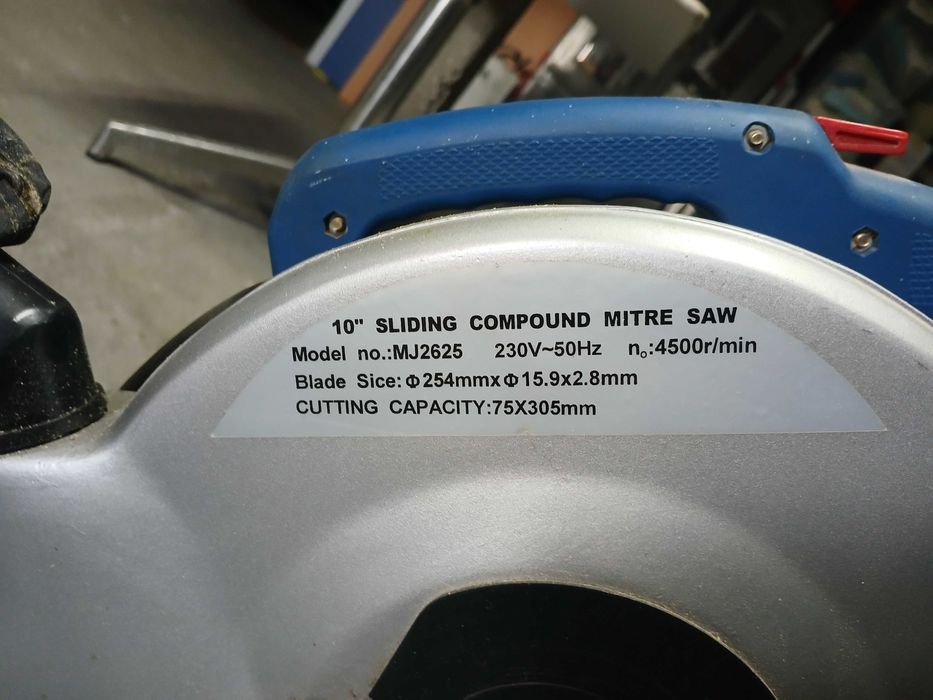 10" SLIDING COMPOUND MITRE SAW
Model no.:MJ2625 230V~50Hz no:4500r/min
Blade Sice: Φ254mmxΦ15.9x2.8mm
CUTTING CAPACITY:75X305mm